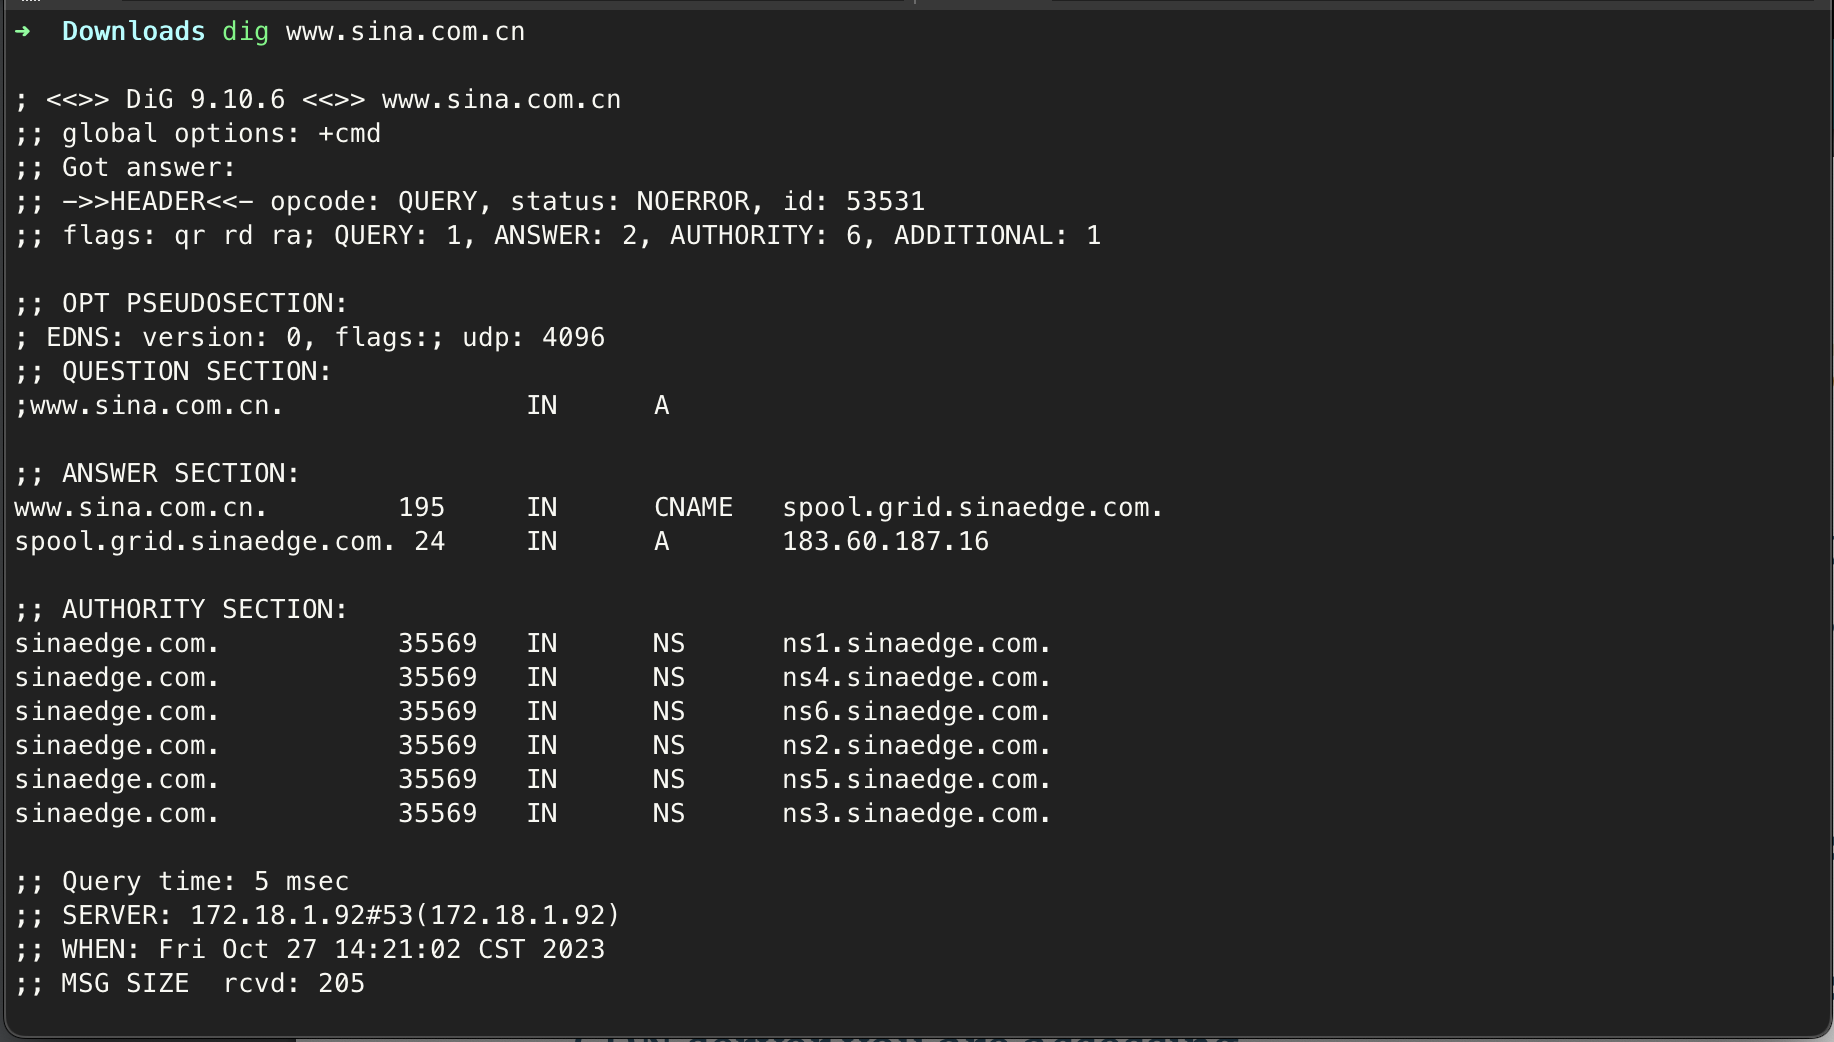 ➜  Downloads dig www.sina.com.cn

; <<>> DiG 9.10.6 <<>> www.sina.com.cn
;; global options: +cmd
;; Got answer:
;; ->>HEADER<<- opcode: QUERY, status: NOERROR, id: 53531
;; flags: qr rd ra; QUERY: 1, ANSWER: 2, AUTHORITY: 6, ADDITIONAL: 1

;; OPT PSEUDOSECTION:
; EDNS: version: 0, flags:; udp: 4096
;; QUESTION SECTION:
;www.sina.com.cn.		IN	A

;; ANSWER SECTION:
www.sina.com.cn.	195	IN	CNAME	spool.grid.sinaedge.com.
spool.grid.sinaedge.com. 24	IN	A	183.60.187.16

;; AUTHORITY SECTION:
sinaedge.com.		35569	IN	NS	ns1.sinaedge.com.
sinaedge.com.		35569	IN	NS	ns4.sinaedge.com.
sinaedge.com.		35569	IN	NS	ns6.sinaedge.com.
sinaedge.com.		35569	IN	NS	ns2.sinaedge.com.
sinaedge.com.		35569	IN	NS	ns5.sinaedge.com.
sinaedge.com.		35569	IN	NS	ns3.sinaedge.com.

;; Query time: 5 msec
;; SERVER: 172.18.1.92#53(172.18.1.92)
;; WHEN: Fri Oct 27 14:21:02 CST 2023
;; MSG SIZE  rcvd: 205